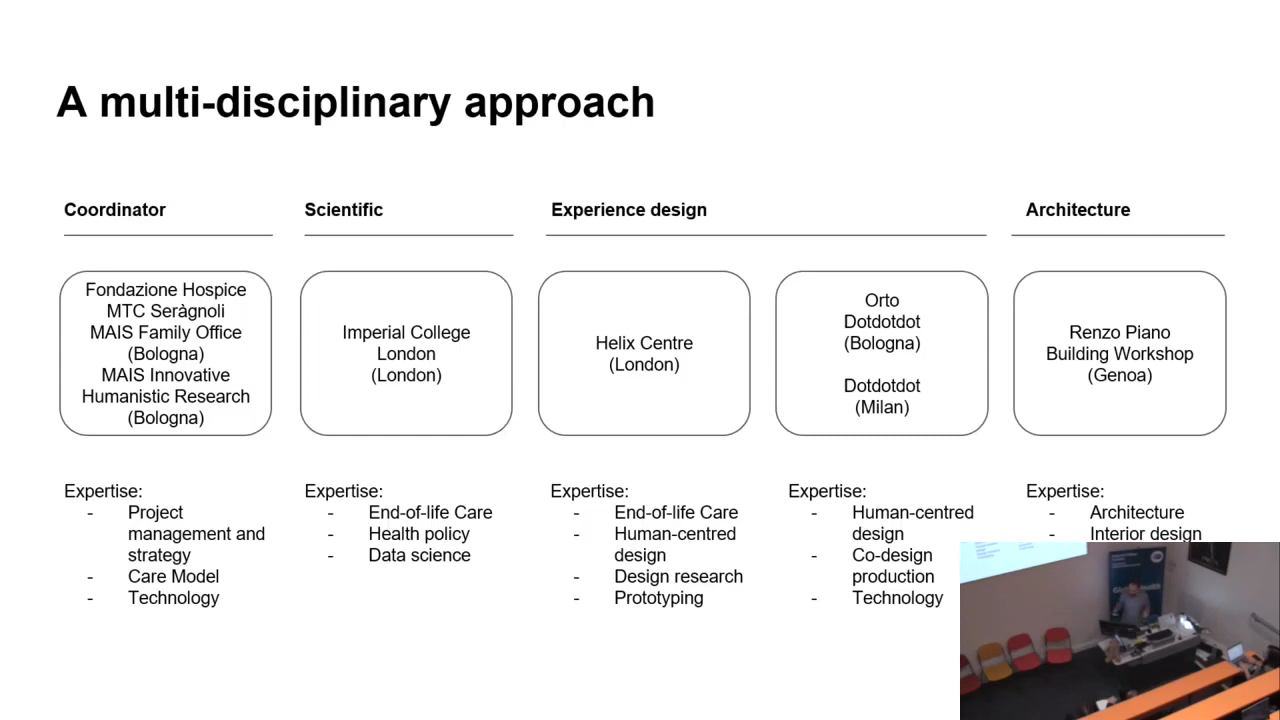 A multi-disciplinary approach
Coordinator
Scientific
Experience design
Architecture
Fondazione Hospice
MTC Seràgnoli
MAIS Family Office
(Bologna)
MAIS Innovative
Humanistic Research
(Bologna)
Imperial College
London
(London)
Helix Centre
(London)
Orto
Dotdotdot
(Bologna)
Dotdotdot
(Milan)
Renzo Piano
Building Workshop
(Genoa)
Expertise:
- Project
management and
strategy
- Care Model
- Technology
Expertise:
- End-of-life Care
- Health policy
- Data science
Expertise:
- End-of-life Care
- Human-centred
design
- Design research
- Prototyping
Expertise:
- Human-centred
design
- Co-design
production
- Technology
Expertise:
- Architecture
- Interior design